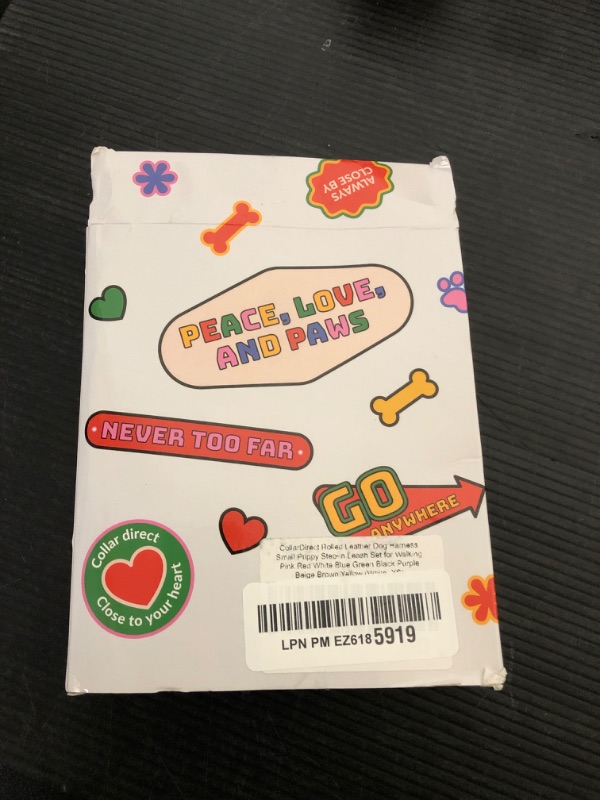 ALWAYS
CLOSE BY
PEACE, LOVE,
AND PAWS
NEVER TOO FAR
GO
ANYWHERE
Collar direct
Close to your heart
CollarDirect Rolled Leather Dog Harness
Small Puppy Step-in Leash Set for Walking
Pink Red White Blue Green Black Purple
Beige Brown Yellow
LPN PM EZ618 5919